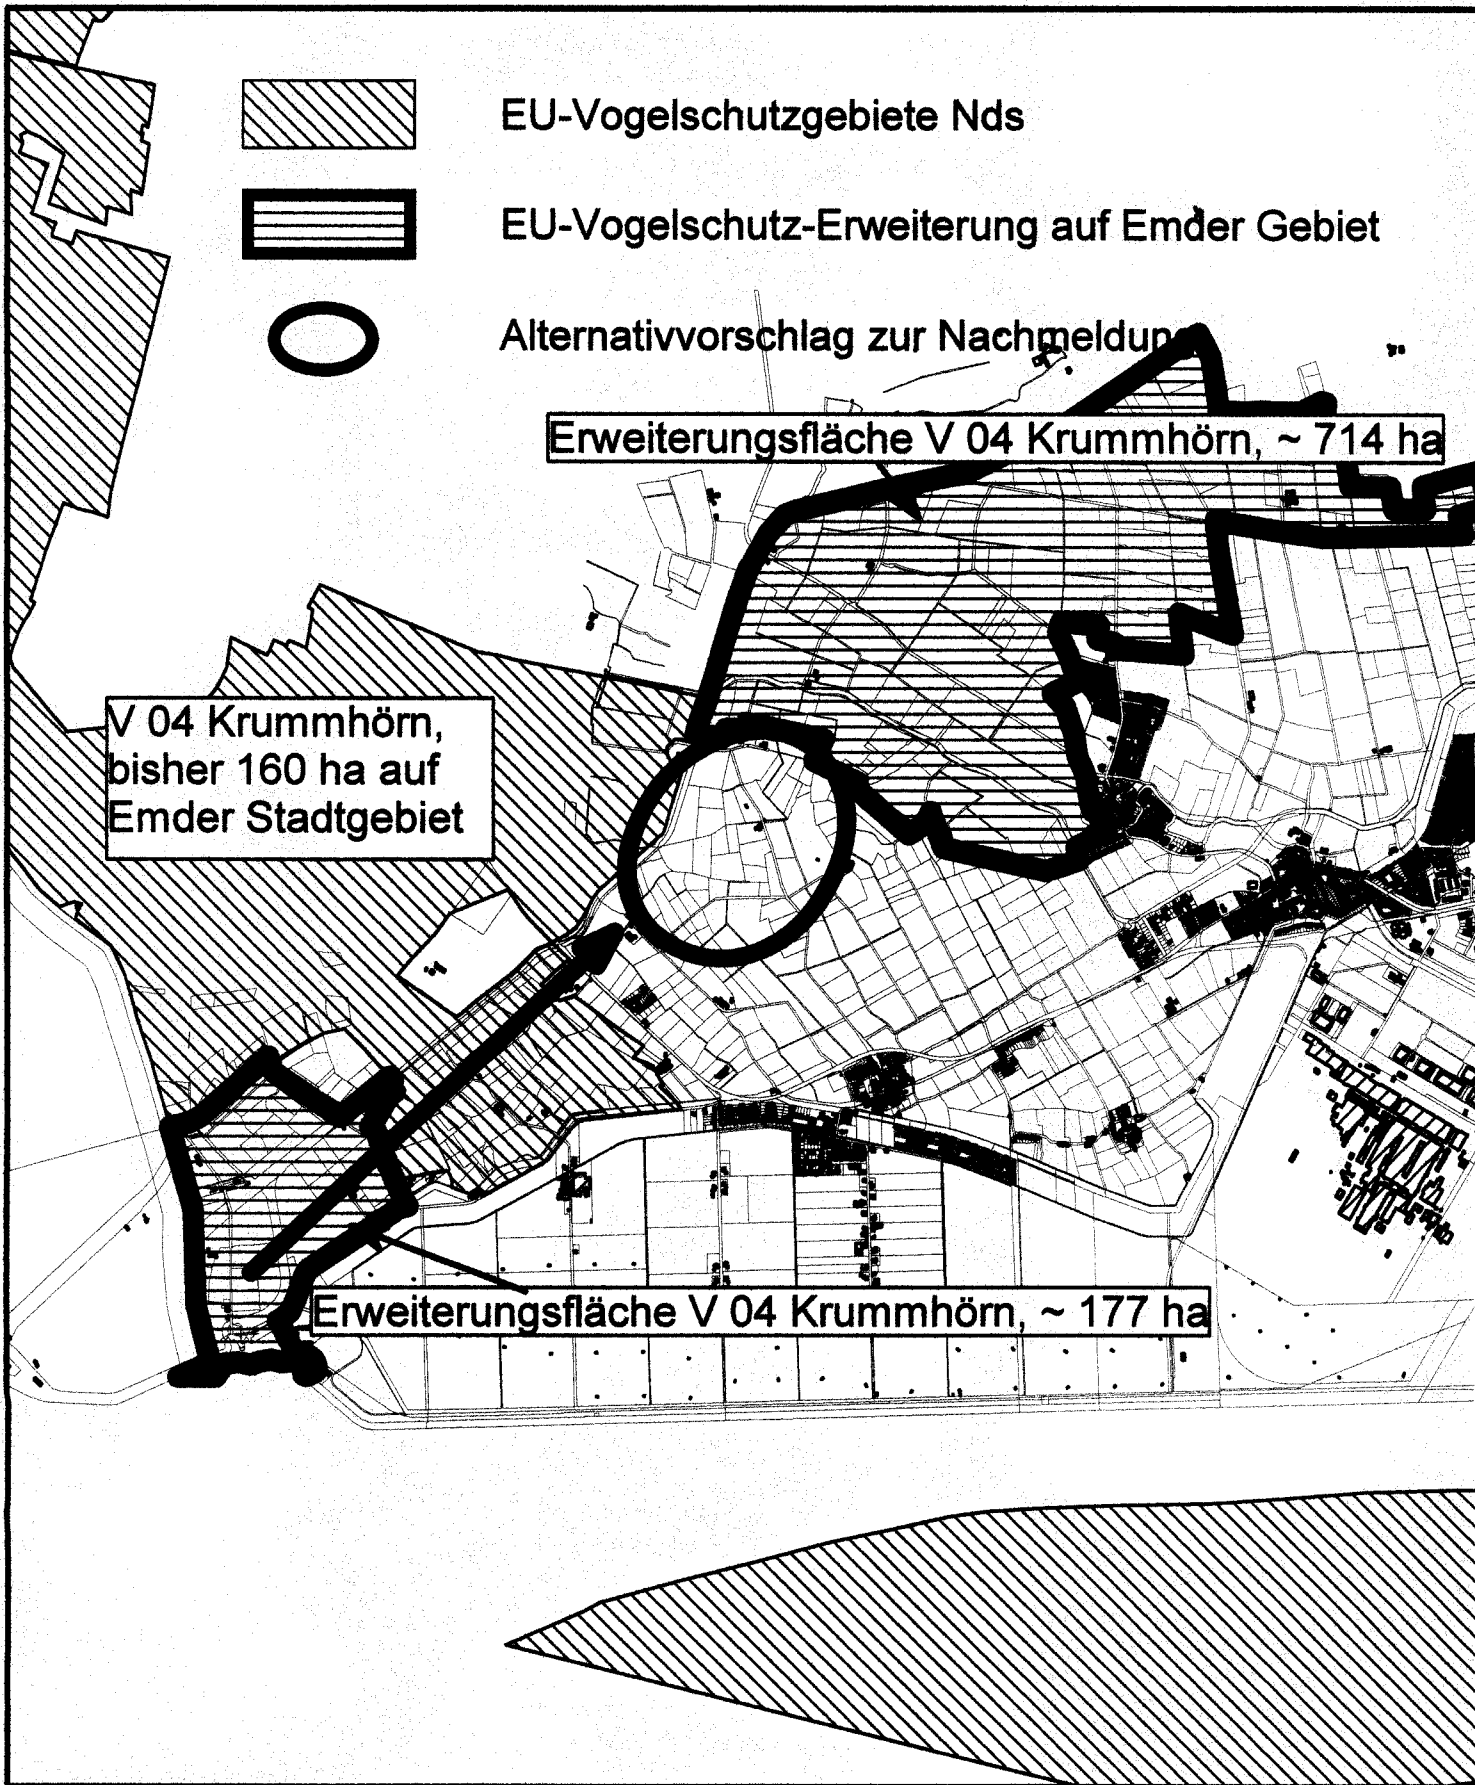 EU-Vogelschutzgebiete Nds
EU-Vogelschutz-Erweiterung auf Emder Gebiet
Alternativvorschlag zur Nachmeldung
Erweiterungsfläche V 04 Krummhörn, ~ 714 ha
V 04 Krummhörn,
bisher 160 ha auf
Emder Stadtgebiet
Erweiterungsfläche V 04 Krummhörn, ~ 177 ha